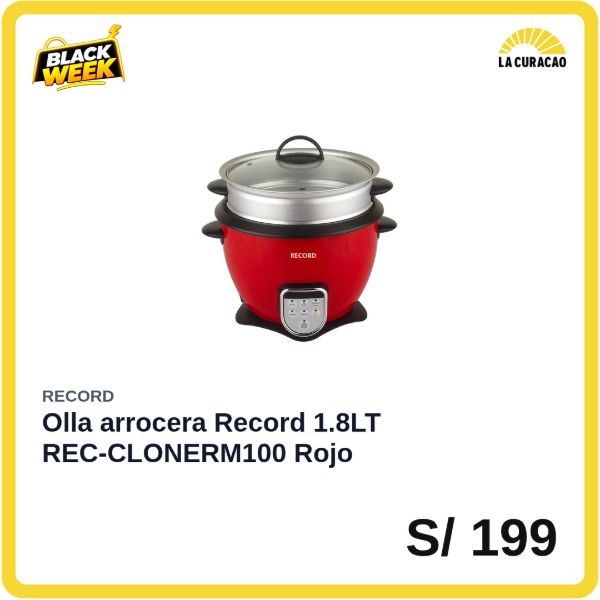 BLACK
WEEK
LA CURACAO
RECORD
RECORD
Olla arrocera Record 1.8LT
REC-CLONERM100 Rojo
S/ 199